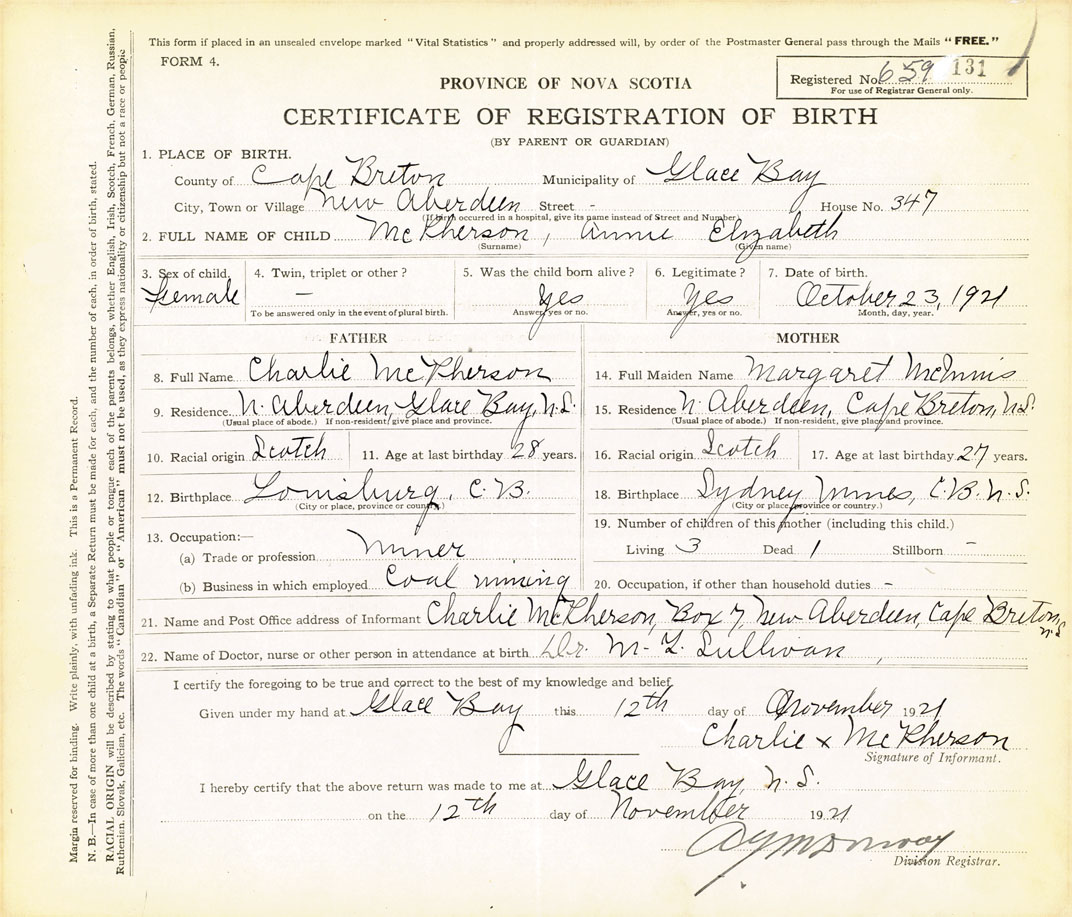 This form if placed in an unsealed envelope marked "Vital Statistics" and properly addressed will, by order of the Postmaster General pass through the Mails "FREE."
FORM 4.
Registered No. 659 131
For use of Registrar General only.
PROVINCE OF NOVA SCOTIA
CERTIFICATE OF REGISTRATION OF BIRTH
(BY PARENT OR GUARDIAN)
1. PLACE OF BIRTH.
County of Cape Breton Municipality of Glace Bay
City, Town or Village New Aberdeen Street - House No. 347
(If birth occurred in a hospital, give its name instead of Street and Number)
2. FULL NAME OF CHILD McPherson, Annie Elizabeth
(Surname) (Given name)
3. Sex of child. 4. Twin, triplet or other? 5. Was the child born alive? 6. Legitimate? 7. Date of birth.
Female - Yes Yes October 23, 1921
To be answered only in the event of plural birth. Answer, yes or no. Answer, yes or no. Month, day, year.
FATHER
8. Full Name Charlie McPherson
9. Residence N. Aberdeen, Glace Bay, N.S.
(Usual place of abode.) If non-resident, give place and province.
10. Racial origin Scotch 11. Age at last birthday 28 years.
12. Birthplace Louisburg, C.B.
(City or place, province or country.)
13. Occupation:—
(a) Trade or profession Miner
(b) Business in which employed Coal mining
MOTHER
14. Full Maiden Name Margaret McInnis
15. Residence N. Aberdeen, Cape Breton, N.S.
(Usual place of abode.) If non-resident, give place and province.
16. Racial origin Scotch 17. Age at last birthday 27 years.
18. Birthplace Sydney Mines, C.B. N.S.
(City or place, province or country.)
19. Number of children of this mother (including this child.)
Living 3 Dead 1 Stillborn -
20. Occupation, if other than household duties -
21. Name and Post Office address of Informant Charlie McPherson, Box 7, New Aberdeen, Cape Breton, N.S
22. Name of Doctor, nurse or other person in attendance at birth Dr. M. L. Sullivan
I certify the foregoing to be true and correct to the best of my knowledge and belief.
Given under my hand at Glace Bay this 12th day of November 1921
Charlie x McPherson
Signature of Informant.
I hereby certify that the above return was made to me at Glace Bay, N.S.
on the 12th day of November 1921
Division Registrar.
Margin reserved for binding. Write plainly, with unfading ink. This is a Permanent Record.
N. B.—In case of more than one child at a birth, a Separate Return must be made for each, and the number of each, in order of birth, stated.
RACIAL ORIGIN will be described by stating to what people or tongue each of the parents belongs, whether English, Irish, Scotch, French, German, Russian,
Ruthenian, Slovak, Galician, etc. The words "Canadian" or "American" must not be used, as they express nationality or citizenship but not a race or people